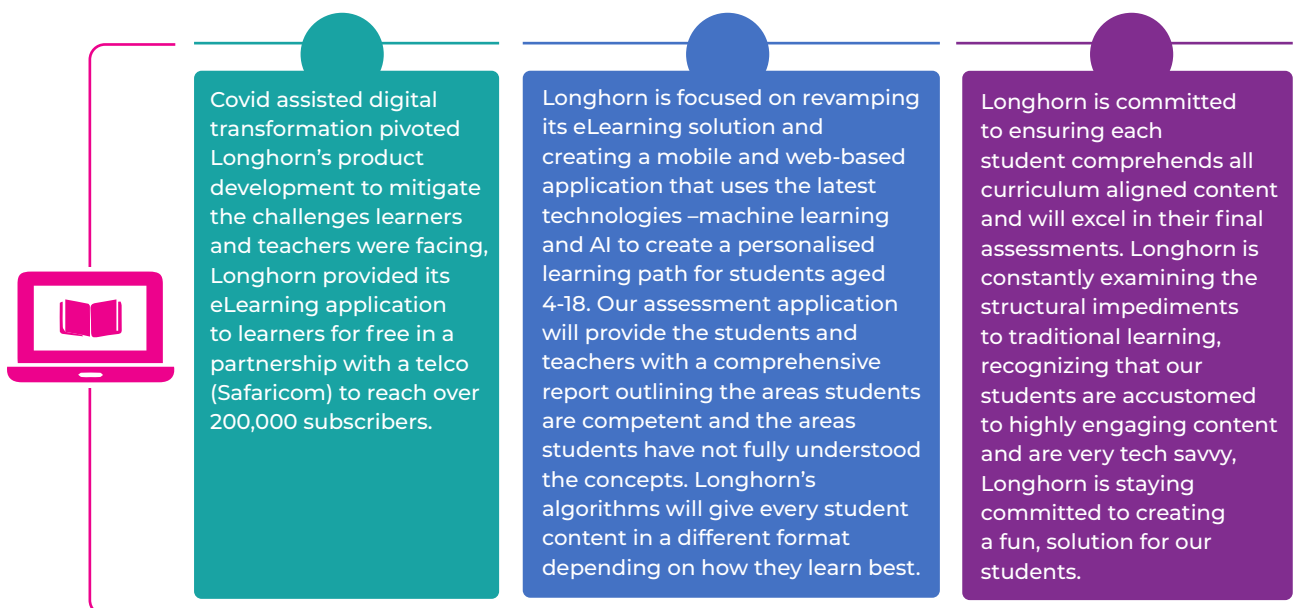 Covid assisted digital
transformation pivoted
Longhorn's product
development to mitigate
the challenges learners
and teachers were facing,
Longhorn provided its
eLearning application
to learners for free in a
partnership with a telco
(Safaricom) to reach over
200,000 subscribers.
Longhorn is focused on revamping
its eLearning solution and
creating a mobile and web-based
application that uses the latest
technologies –machine learning
and AI to create a personalised
learning path for students aged
4-18. Our assessment application
will provide the students and
teachers with a comprehensive
report outlining the areas students
are competent and the areas
students have not fully understood
the concepts. Longhorn's
algorithms will give every student
content in a different format
depending on how they learn best.
Longhorn is committed
to ensuring each
student comprehends all
curriculum aligned content
and will excel in their final
assessments. Longhorn is
constantly examining the
structural impediments
to traditional learning,
recognizing that our
students are accustomed
to highly engaging content
and are very tech savvy,
Longhorn is staying
committed to creating
a fun, solution for our
students.